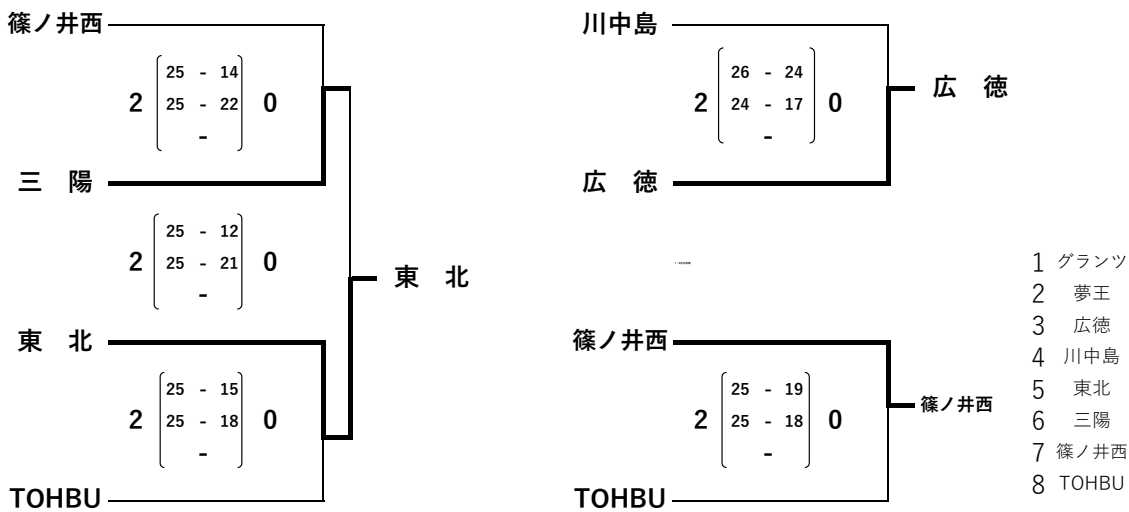 篠ノ井西
2 25 - 14 0
25 - 22
-
三　陽
2 25 - 12 0
25 - 21
-
東　北
東　北
2 25 - 15 0
25 - 18
-
TOHBU
川中島
2 26 - 24 0
24 - 17
-
広　徳
広　徳
篠ノ井西
2 25 - 19 0
25 - 18
-
篠ノ井西
TOHBU
1 グランツ
2 夢王
3 広徳
4 川中島
5 東北
6 三陽
7 篠ノ井西
8 TOHBU